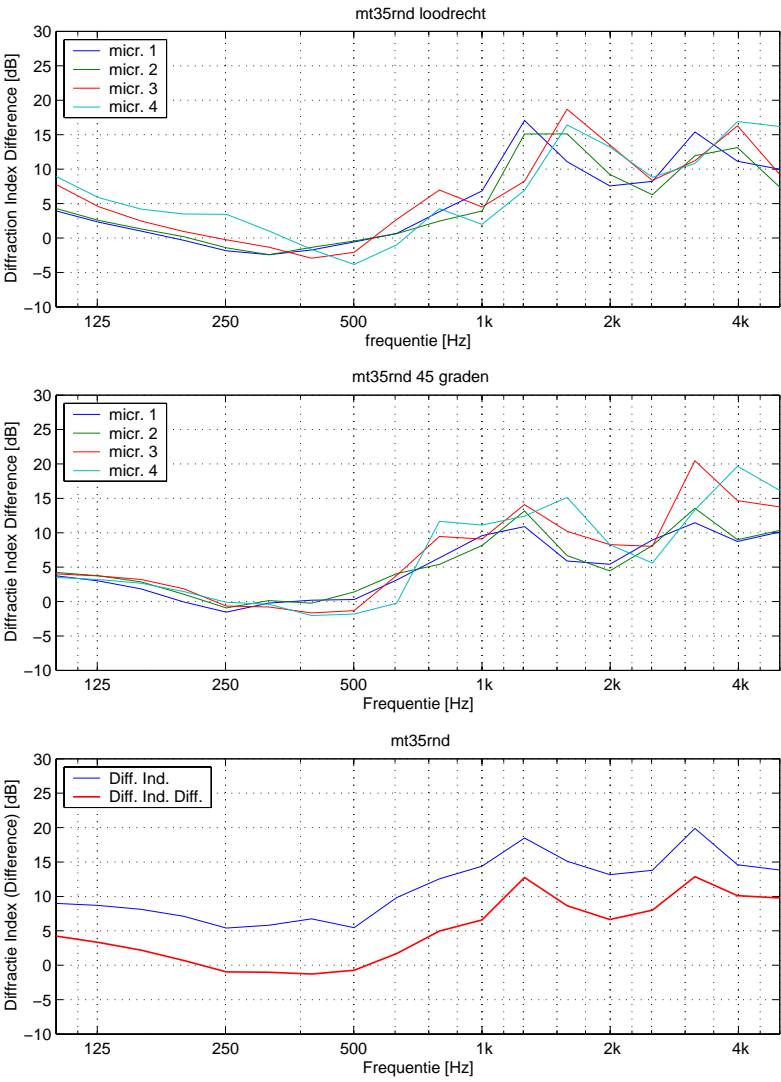 mt35rnd loodrecht
30
25
20
15
10
5
0
−5
−10
Diffraction Index Difference [dB]
micr. 1
micr. 2
micr. 3
micr. 4
125 250 500 1k 2k 4k
frequentie [Hz]
mt35rnd 45 graden
30
25
20
15
10
5
0
−5
−10
Diffractie Index Difference [dB]
micr. 1
micr. 2
micr. 3
micr. 4
125 250 500 1k 2k 4k
Frequentie [Hz]
mt35rnd
30
25
20
15
10
5
0
−5
−10
Diffractie Index (Difference) [dB]
Diff. Ind.
Diff. Ind. Diff.
125 250 500 1k 2k 4k
Frequentie [Hz]